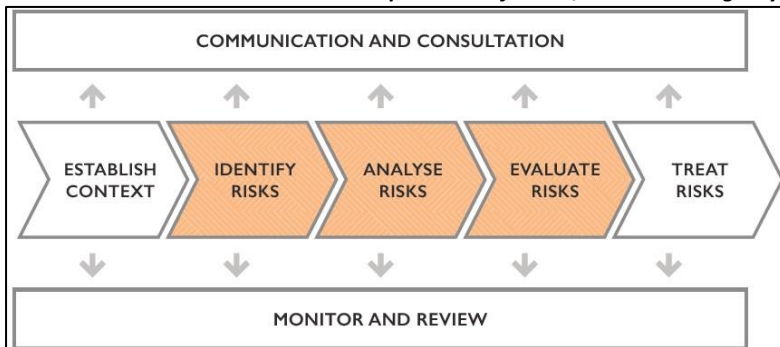 COMMUNICATION AND CONSULTATION
ESTABLISH
CONTEXT
IDENTIFY
RISKS
ANALYSE
RISKS
EVALUATE
RISKS
TREAT
RISKS
MONITOR AND REVIEW